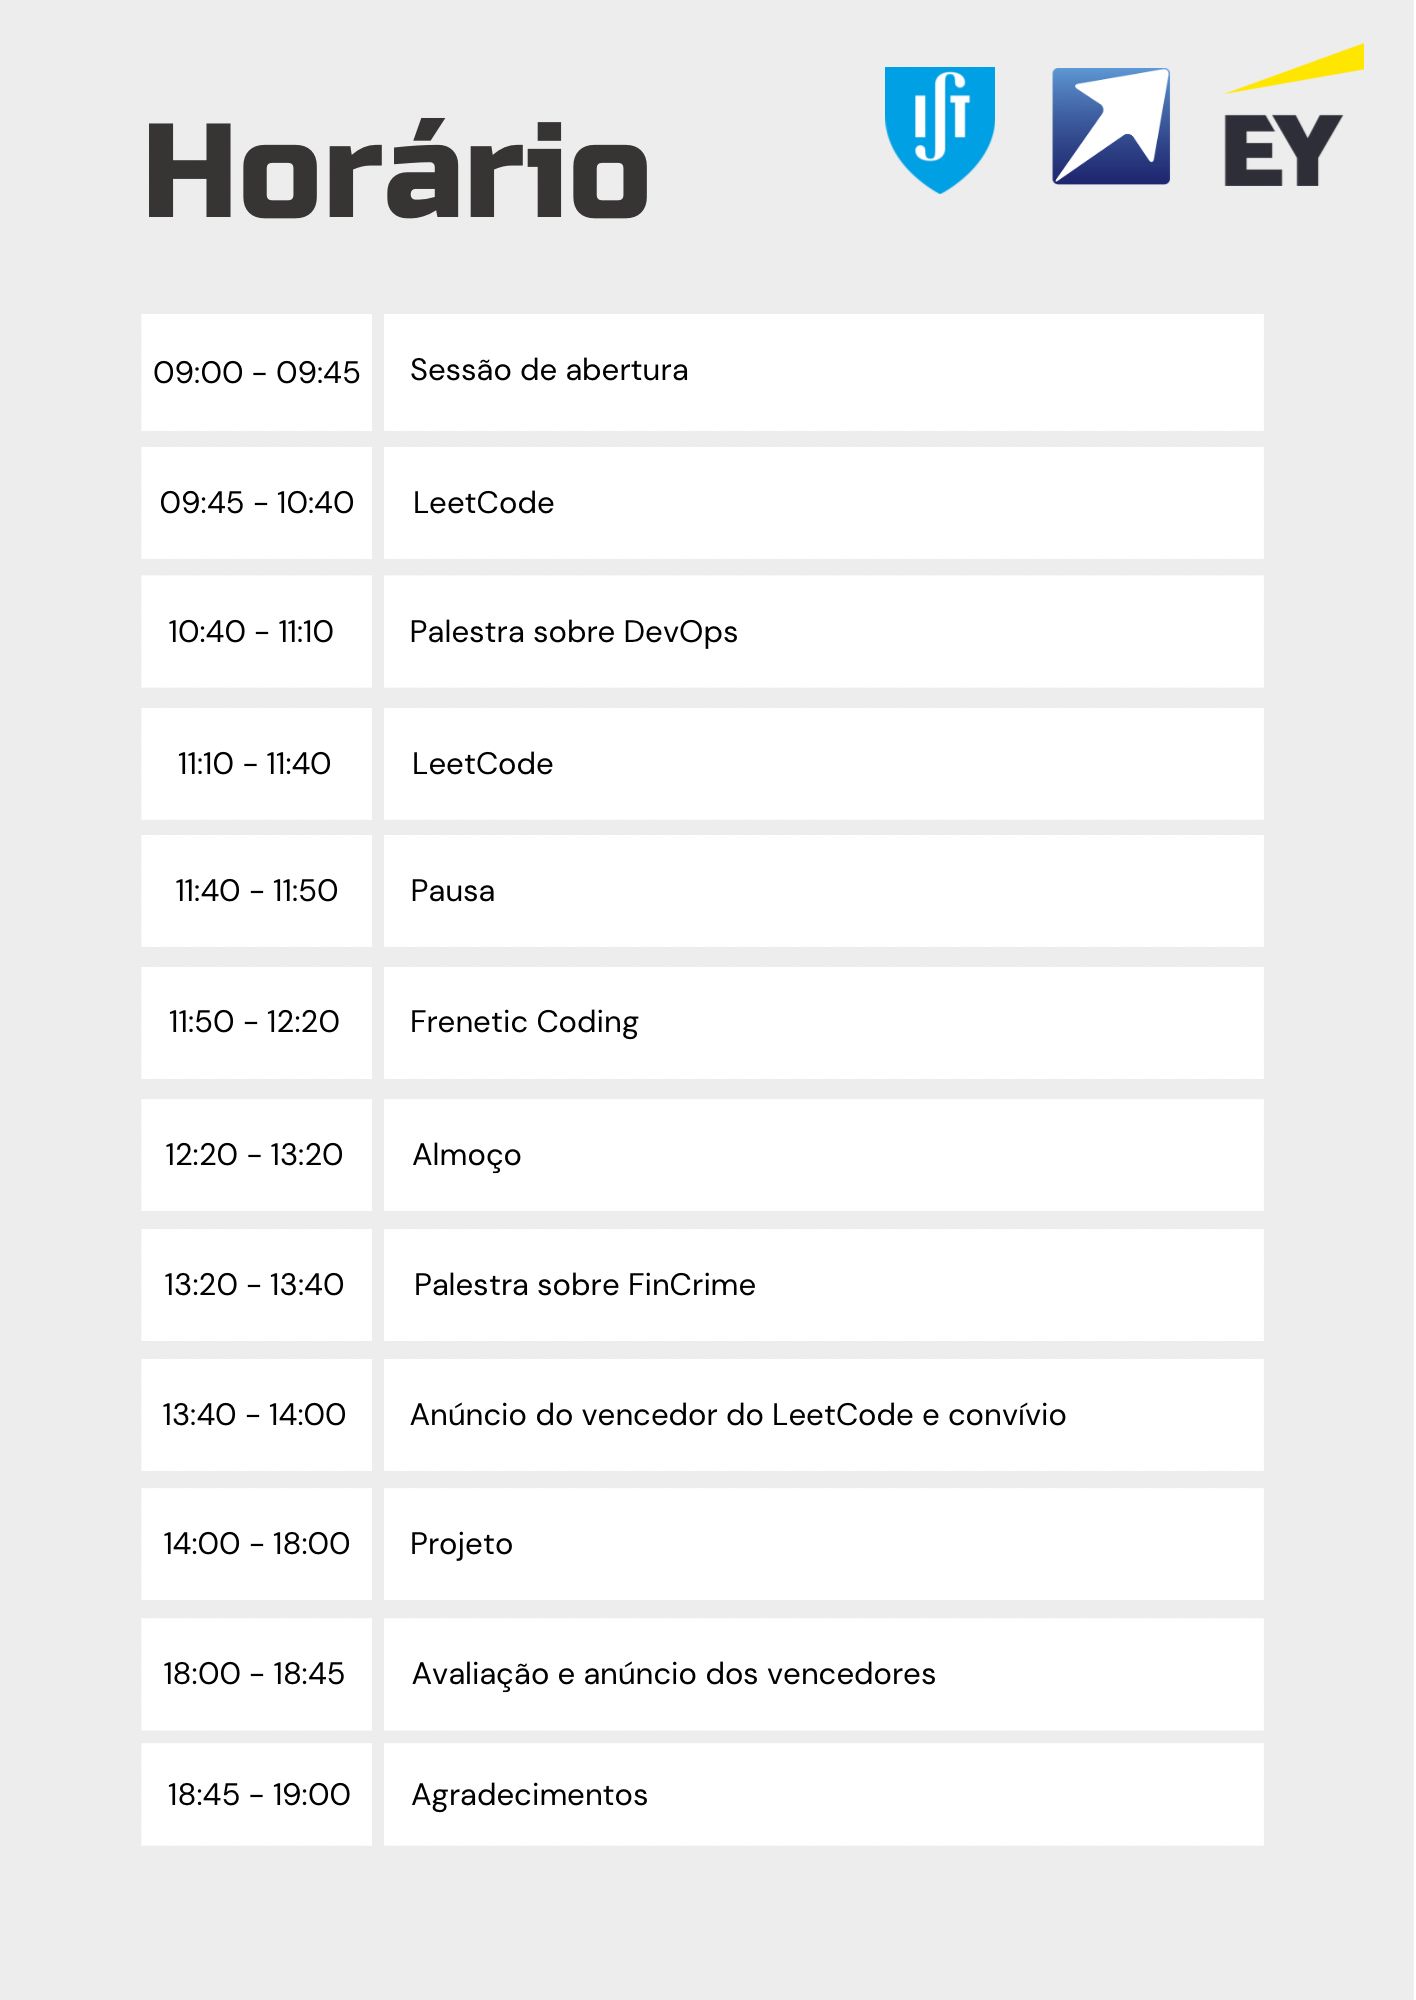 Horário
IST
EY
09:00 - 09:45 Sessão de abertura
09:45 - 10:40 LeetCode
10:40 - 11:10 Palestra sobre DevOps
11:10 - 11:40 LeetCode
11:40 - 11:50 Pausa
11:50 - 12:20 Frenetic Coding
12:20 - 13:20 Almoço
13:20 - 13:40 Palestra sobre FinCrime
13:40 - 14:00 Anúncio do vencedor do LeetCode e convívio
14:00 - 18:00 Projeto
18:00 - 18:45 Avaliação e anúncio dos vencedores
18:45 - 19:00 Agradecimentos